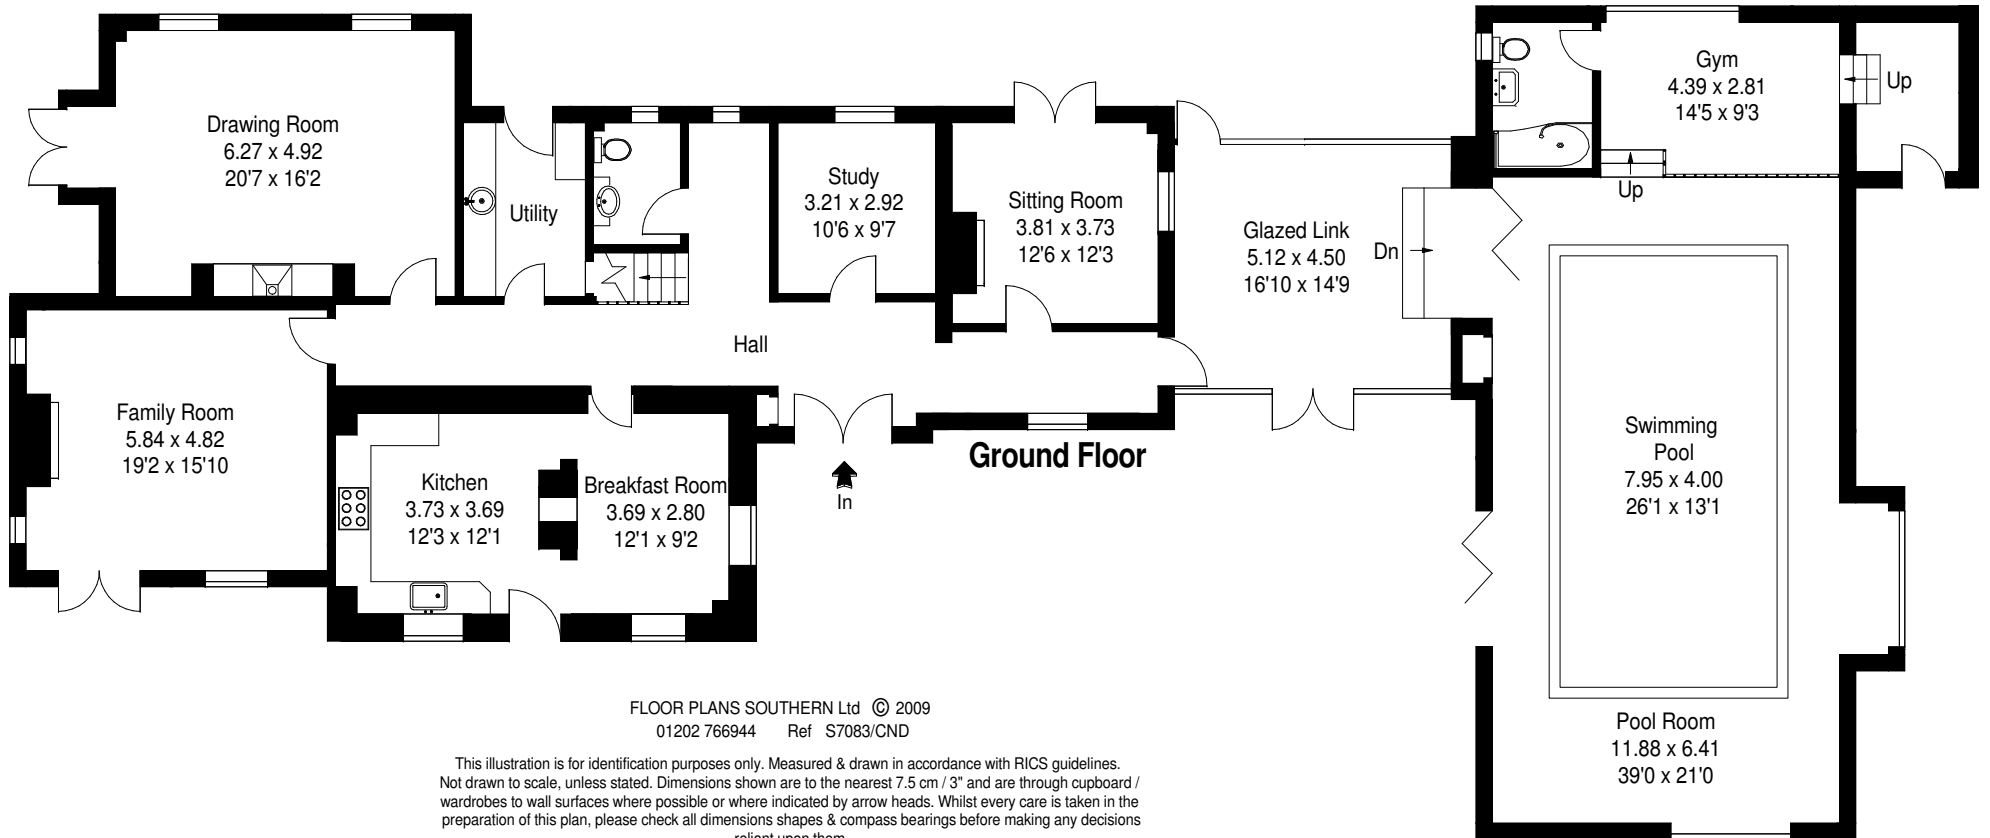 Drawing Room
6.27 x 4.92
20'7 x 16'2
Utility
Study
3.21 x 2.92
10'6 x 9'7
Sitting Room
3.81 x 3.73
12'6 x 12'3
Glazed Link
5.12 x 4.50
16'10 x 14'9
Dn
Gym
4.39 x 2.81
14'5 x 9'3
Up
Up
Hall
Family Room
5.84 x 4.82
19'2 x 15'10
Kitchen
3.73 x 3.69
12'3 x 12'1
Breakfast Room
3.69 x 2.80
12'1 x 9'2
In
Ground Floor
Swimming
Pool
7.95 x 4.00
26'1 x 13'1
Pool Room
11.88 x 6.41
39'0 x 21'0
FLOOR PLANS SOUTHERN Ltd © 2009
01202 766944 Ref S7083/CND
This illustration is for identification purposes only. Measured & drawn in accordance with RICS guidelines.
Not drawn to scale, unless stated. Dimensions shown are to the nearest 7.5 cm / 3" and are through cupboard /
wardrobes to wall surfaces where possible or where indicated by arrow heads. Whilst every care is taken in the
preparation of this plan, please check all dimensions shapes & compass bearings before making any decisions
reliant upon them.